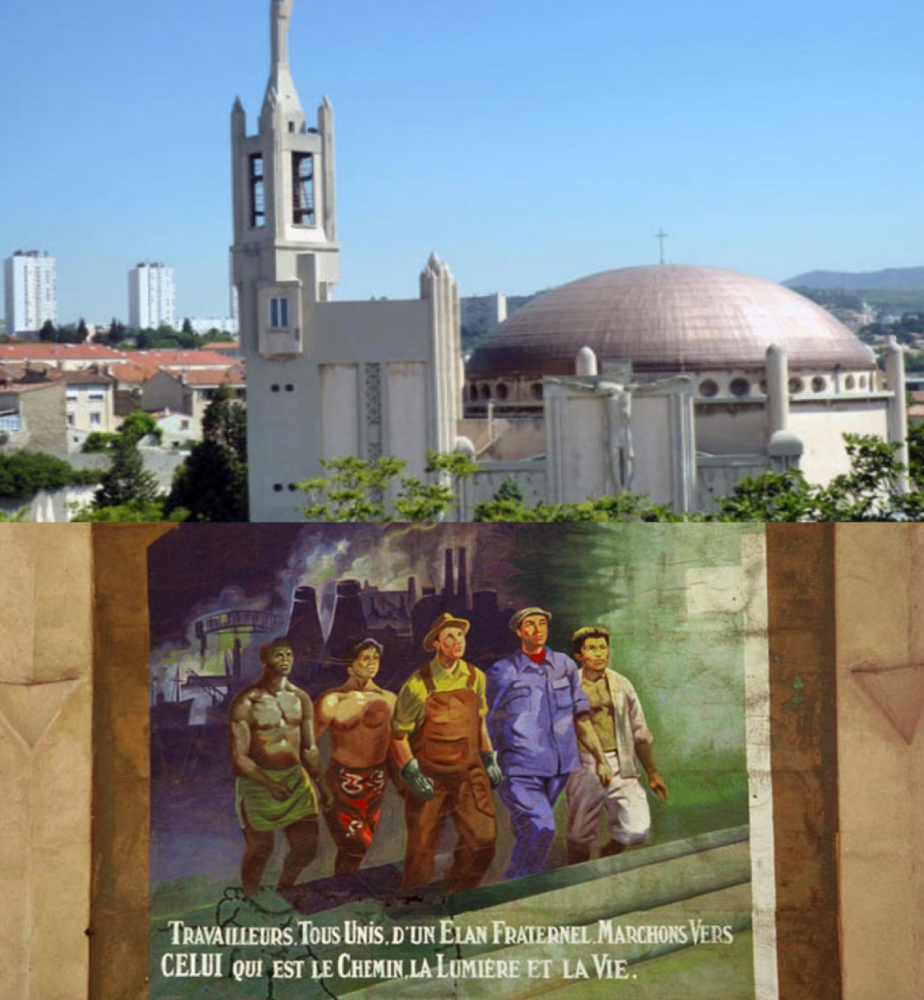 TRAVAILLEURS, TOUS UNIS, D'UN ELAN FRATERNEL, MARCHONS VERS
CELUI QUI EST LE CHEMIN, LA LUMIÈRE ET LA VIE.